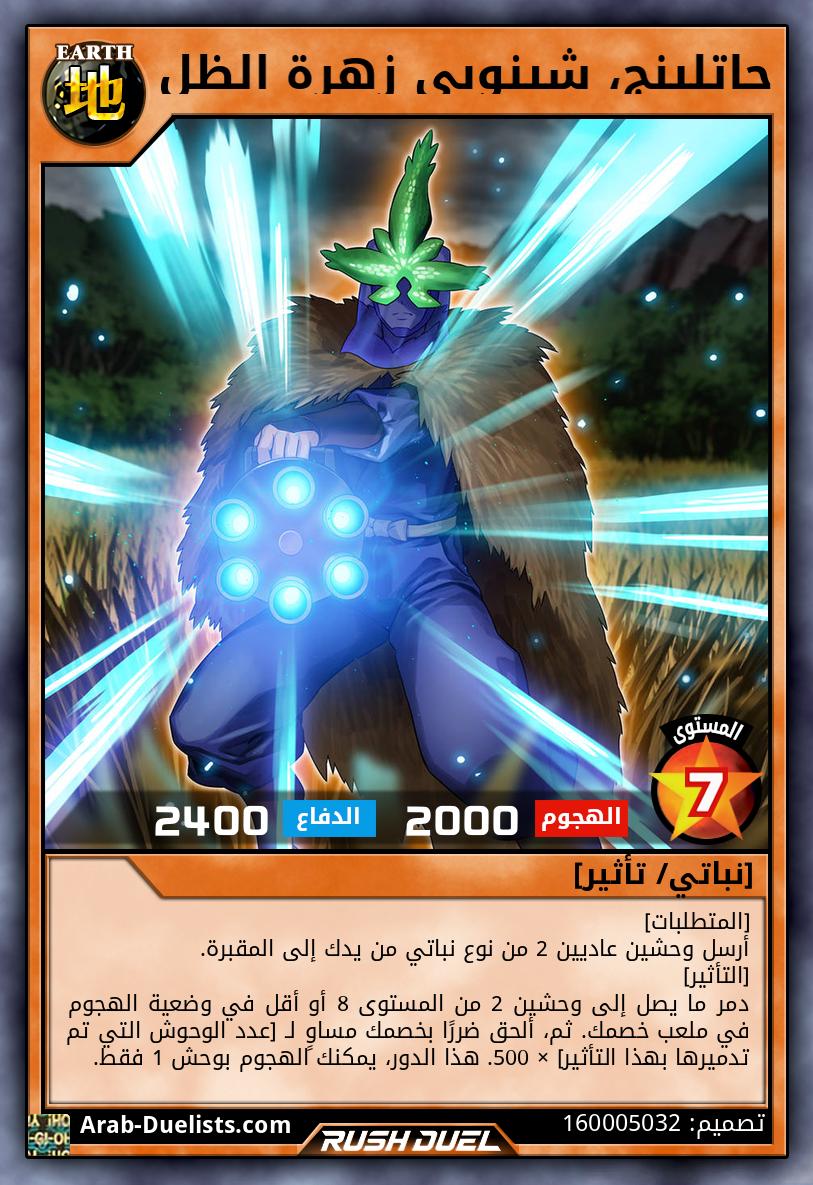 EARTH
地
جاتلينج، شينوبي زهرة الظل
المستوى
7
الهجوم 2000 الدفاع 2400
[نباتي/ تأثير]
[المتطلبات]
أرسل وحشين عاديين 2 من نوع نباتي من يدك إلى المقبرة.
[التأثير]
دمر ما يصل إلى وحشين 2 من المستوى 8 أو أقل في وضعية الهجوم
في ملعب خصمك. ثم، ألحق ضررًا بخصمك مساوٍ لـ [عدد الوحوش التي تم
تدميرها بهذا التأثير] × 500. هذا الدور، يمكنك الهجوم بوحش 1 فقط.
تصميم: 160005032
Arab-Duelists.com
RUSH DUEL